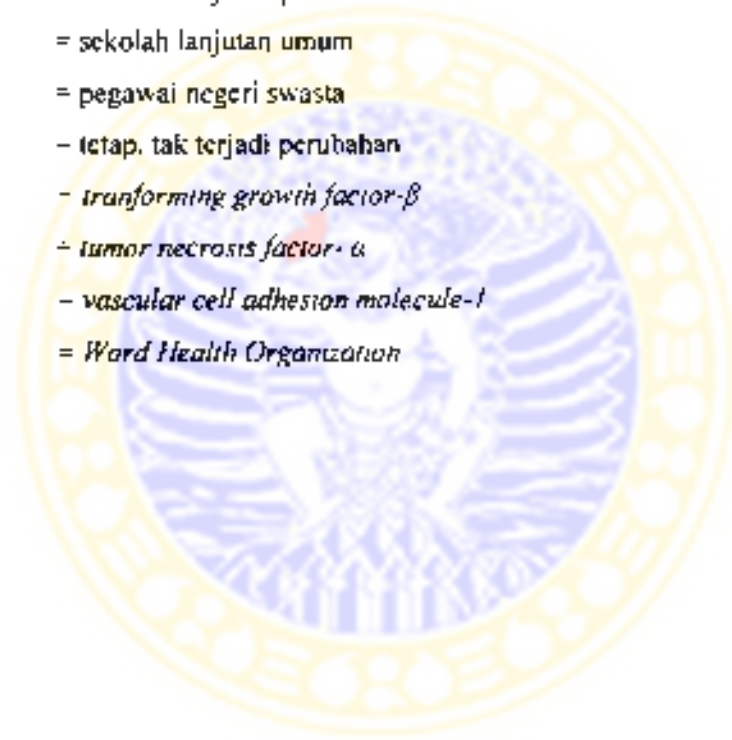 = sekolah lanjutan umum
= pegawai negeri swasta
= tetap, tak terjadi perubahan
= tranforming growth factor-β
= tumor necrosis factor- α
= vascular cell adhesion molecule-1
= Word Health Organization